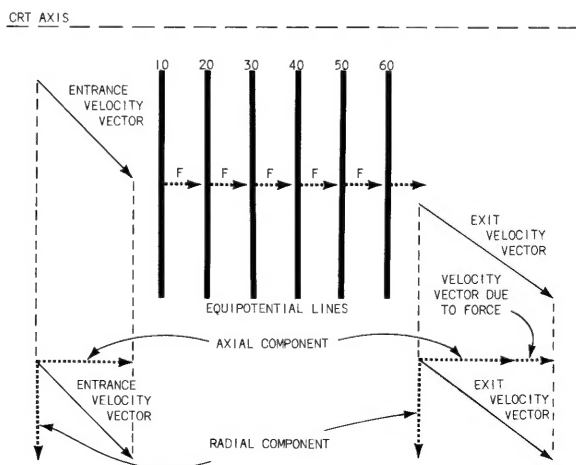 CRT AXIS
10 20 30 40 50 60
ENTRANCE
VELOCITY
VECTOR
F F F F F
EXIT
VELOCITY
VECTOR
EQUIPOTENTIAL LINES
VELOCITY
VECTOR DUE
TO FORCE
AXIAL COMPONENT
ENTRANCE
VELOCITY
VECTOR
EXIT
VELOCITY
VECTOR
RADIAL COMPONENT